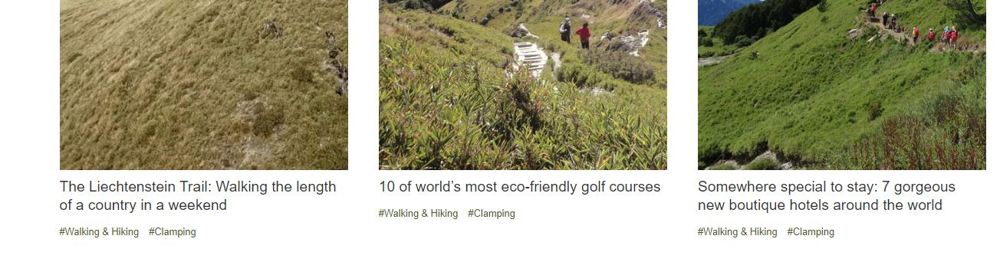 The Liechtenstein Trail: Walking the length
of a country in a weekend
#Walking & Hiking #Clamping
10 of world’s most eco-friendly golf courses
#Walking & Hiking #Clamping
Somewhere special to stay: 7 gorgeous
new boutique hotels around the world
#Walking & Hiking #Clamping